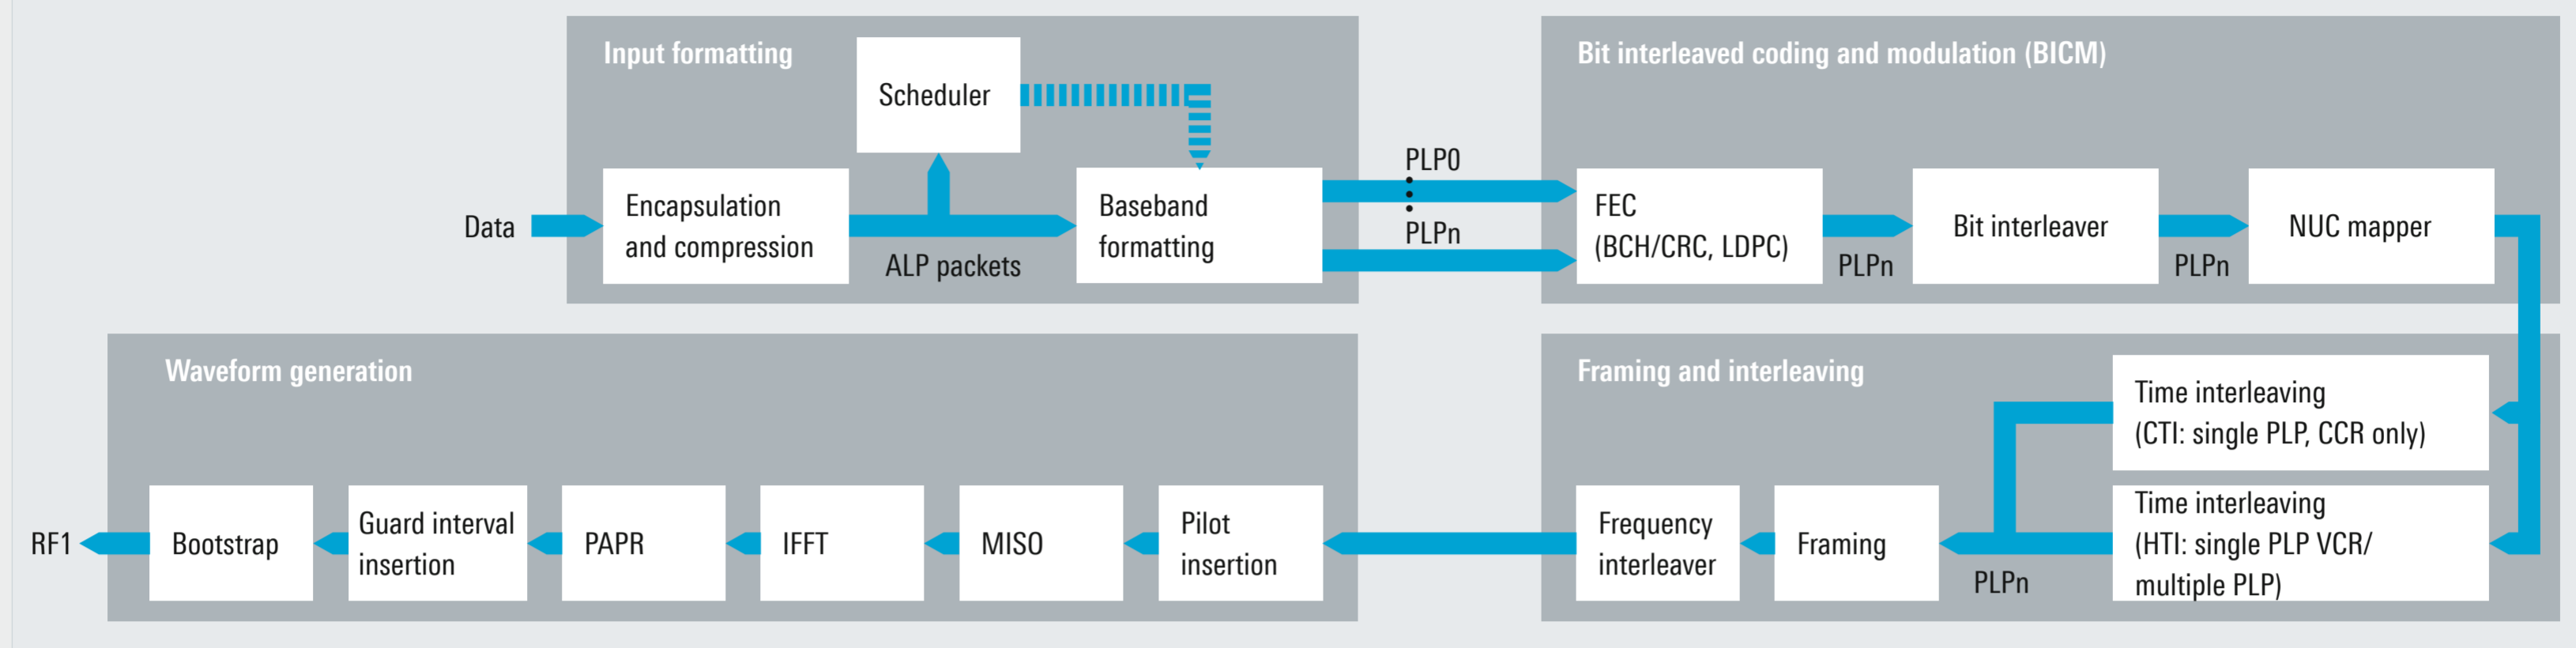 Input formatting
Scheduler
Data
Encapsulation
and compression
ALP packets
Baseband
formatting
PLP0
PLPn
Bit interleaved coding and modulation (BICM)
FEC
(BCH/CRC, LDPC)
PLPn
Bit interleaver
PLPn
NUC mapper
Framing and interleaving
Time interleaving
(CTI: single PLP, CCR only)
Time interleaving
(HTI: single PLP VCR/
multiple PLP)
PLPn
Framing
Frequency
interleaver
Waveform generation
Pilot
insertion
MISO
IFFT
PAPR
Guard interval
insertion
Bootstrap
RF1